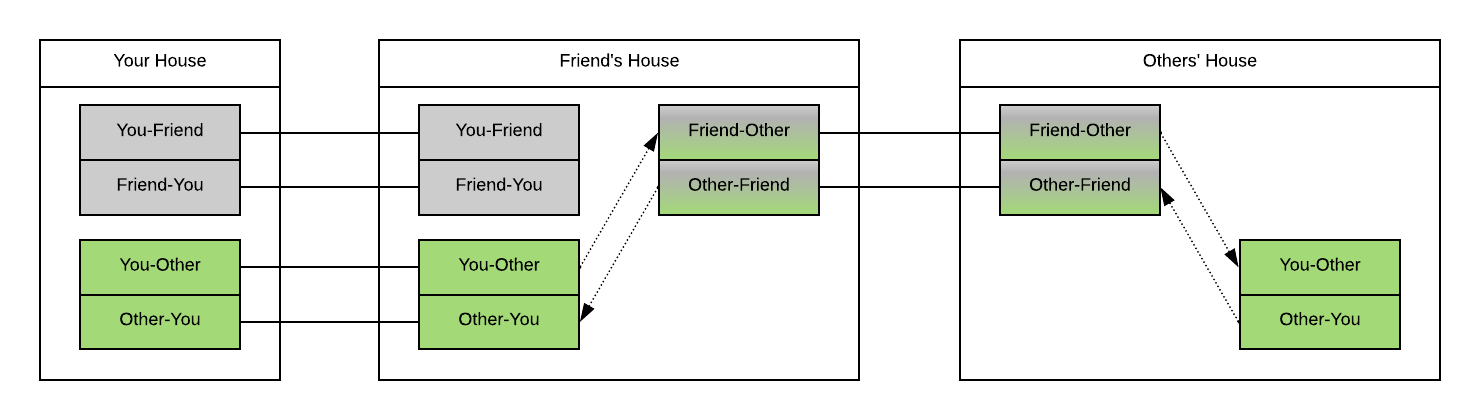 Your House
You-Friend
Friend-You
You-Other
Other-You
Friend's House
You-Friend
Friend-You
You-Other
Other-You
Friend-Other
Other-Friend
Others' House
Friend-Other
Other-Friend
You-Other
Other-You